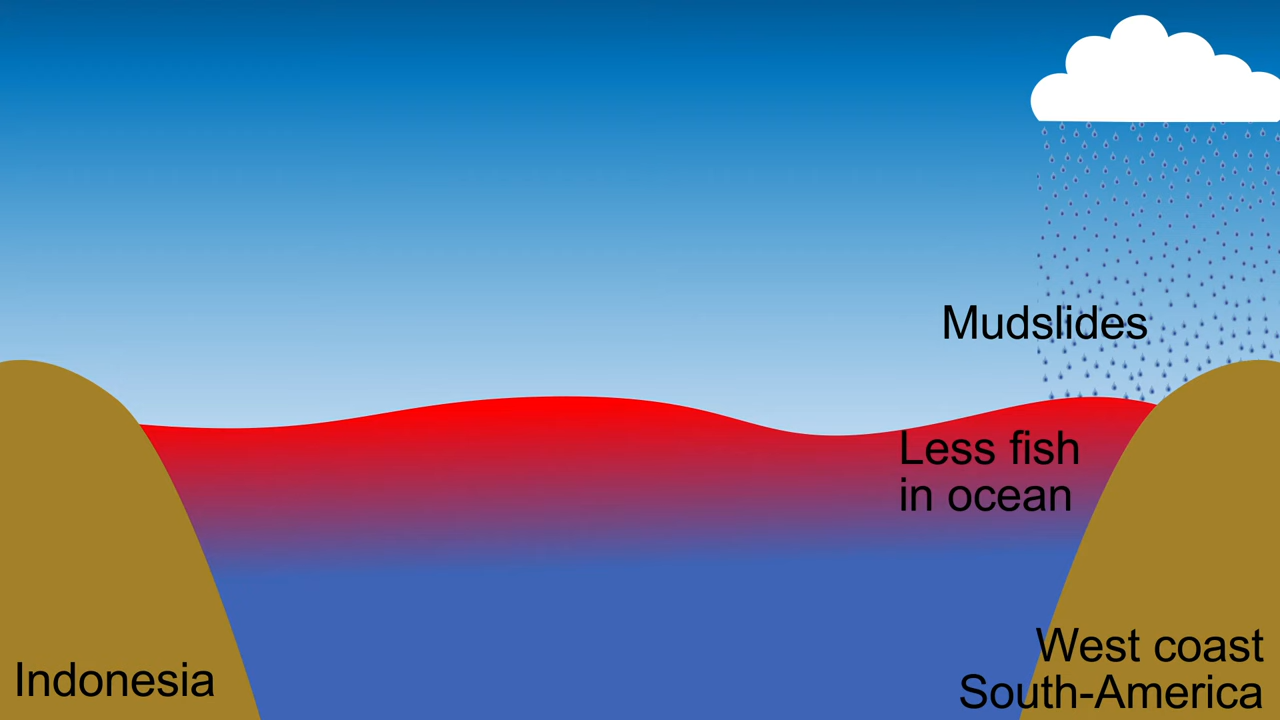 Mudslides
Less fish
in ocean
West coast
South-America
Indonesia